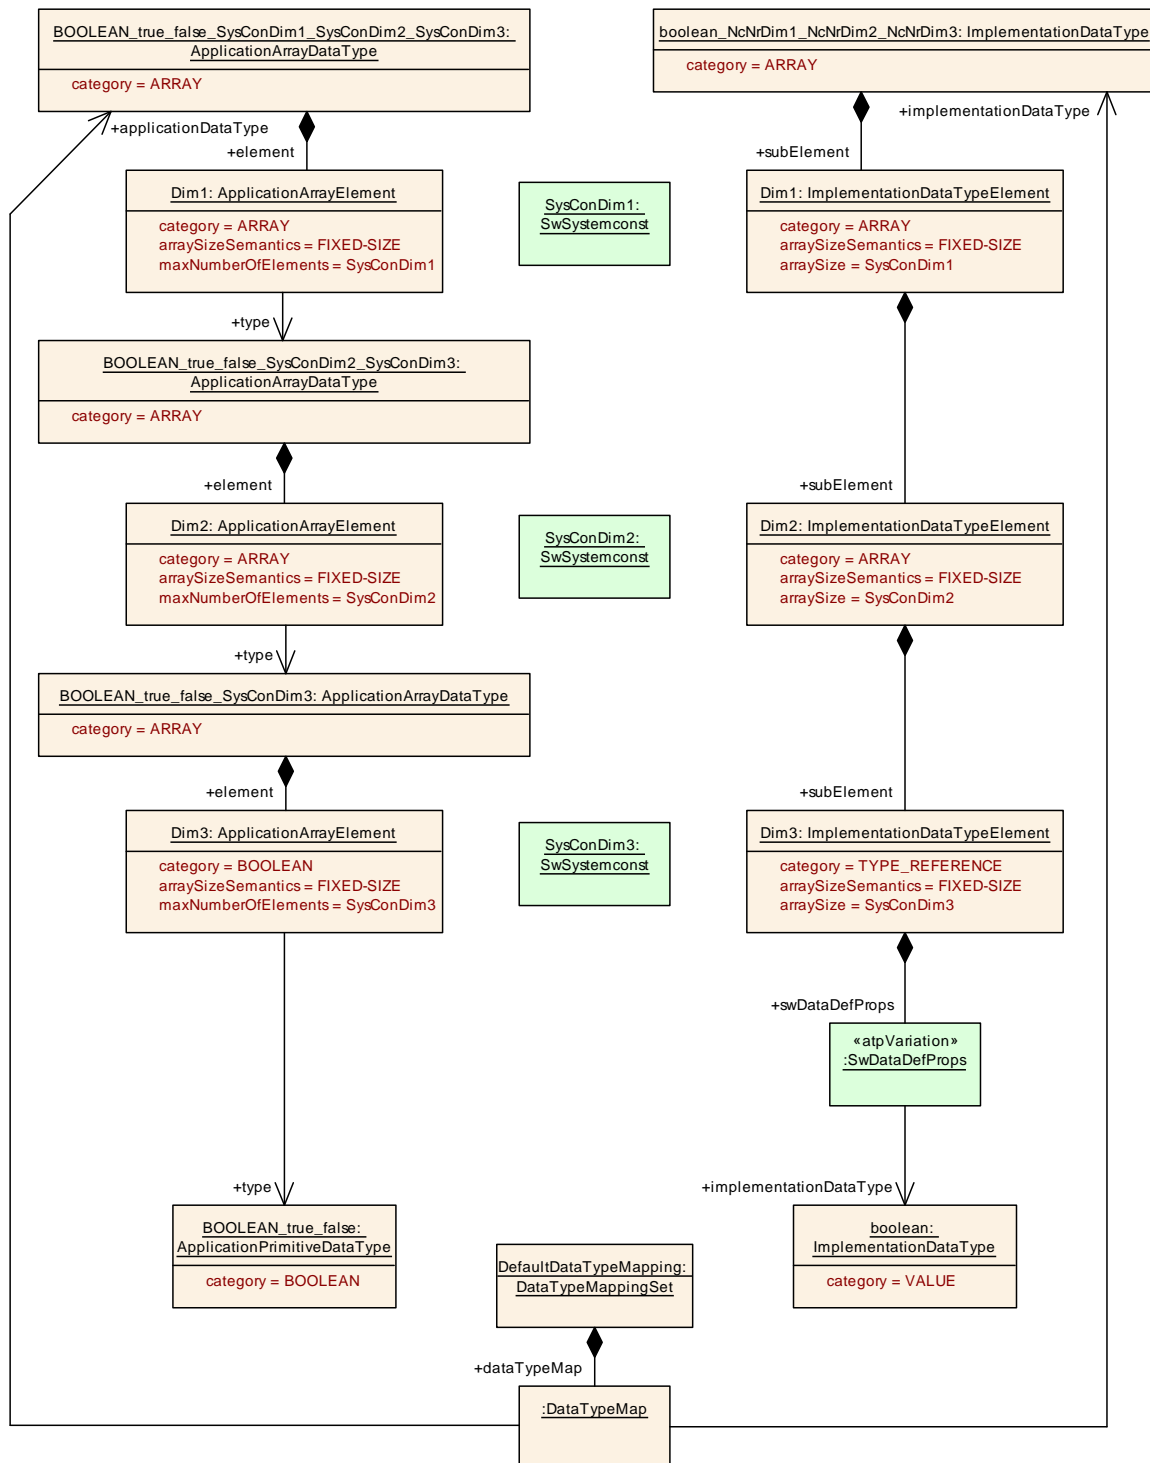 BOOLEAN_true_false_SysConDim1_SysConDim2_SysConDim3:
ApplicationArrayDataType
category = ARRAY
boolean_NcNrDim1_NcNrDim2_NcNrDim3: ImplementationDataType
category = ARRAY
+applicationDataType
+element
+implementationDataType
+subElement
Dim1: ApplicationArrayElement
category = ARRAY
arraySizeSemantics = FIXED-SIZE
maxNumberOfElements = SysConDim1
SysConDim1:
SwSystemconst
Dim1: ImplementationDataTypeElement
category = ARRAY
arraySizeSemantics = FIXED-SIZE
arraySize = SysConDim1
+type
BOOLEAN_true_false_SysConDim2_SysConDim3:
ApplicationArrayDataType
category = ARRAY
+element
+subElement
Dim2: ApplicationArrayElement
category = ARRAY
arraySizeSemantics = FIXED-SIZE
maxNumberOfElements = SysConDim2
SysConDim2:
SwSystemconst
Dim2: ImplementationDataTypeElement
category = ARRAY
arraySizeSemantics = FIXED-SIZE
arraySize = SysConDim2
+type
BOOLEAN_true_false_SysConDim3: ApplicationArrayDataType
category = ARRAY
+element
+subElement
Dim3: ApplicationArrayElement
category = BOOLEAN
arraySizeSemantics = FIXED-SIZE
maxNumberOfElements = SysConDim3
SysConDim3:
SwSystemconst
Dim3: ImplementationDataTypeElement
category = TYPE_REFERENCE
arraySizeSemantics = FIXED-SIZE
arraySize = SysConDim3
+swDataDefProps
«atpVariation»
:SwDataDefProps
+type
+implementationDataType
BOOLEAN_true_false:
ApplicationPrimitiveDataType
category = BOOLEAN
boolean:
ImplementationDataType
category = VALUE
DefaultDataTypeMapping:
DataTypeMappingSet
+dataTypeMap
:DataTypeMap